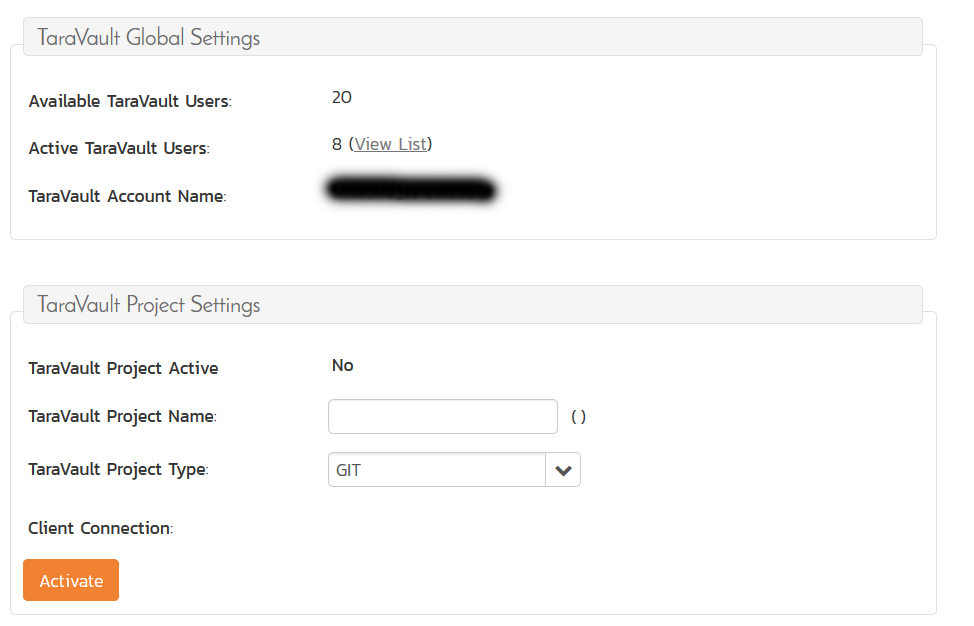 TaraVault Global Settings
Available TaraVault Users: 20
Active TaraVault Users: 8 (View List)
TaraVault Account Name:
TaraVault Project Settings
TaraVault Project Active No
TaraVault Project Name: ( )
TaraVault Project Type: GIT
Client Connection:
Activate